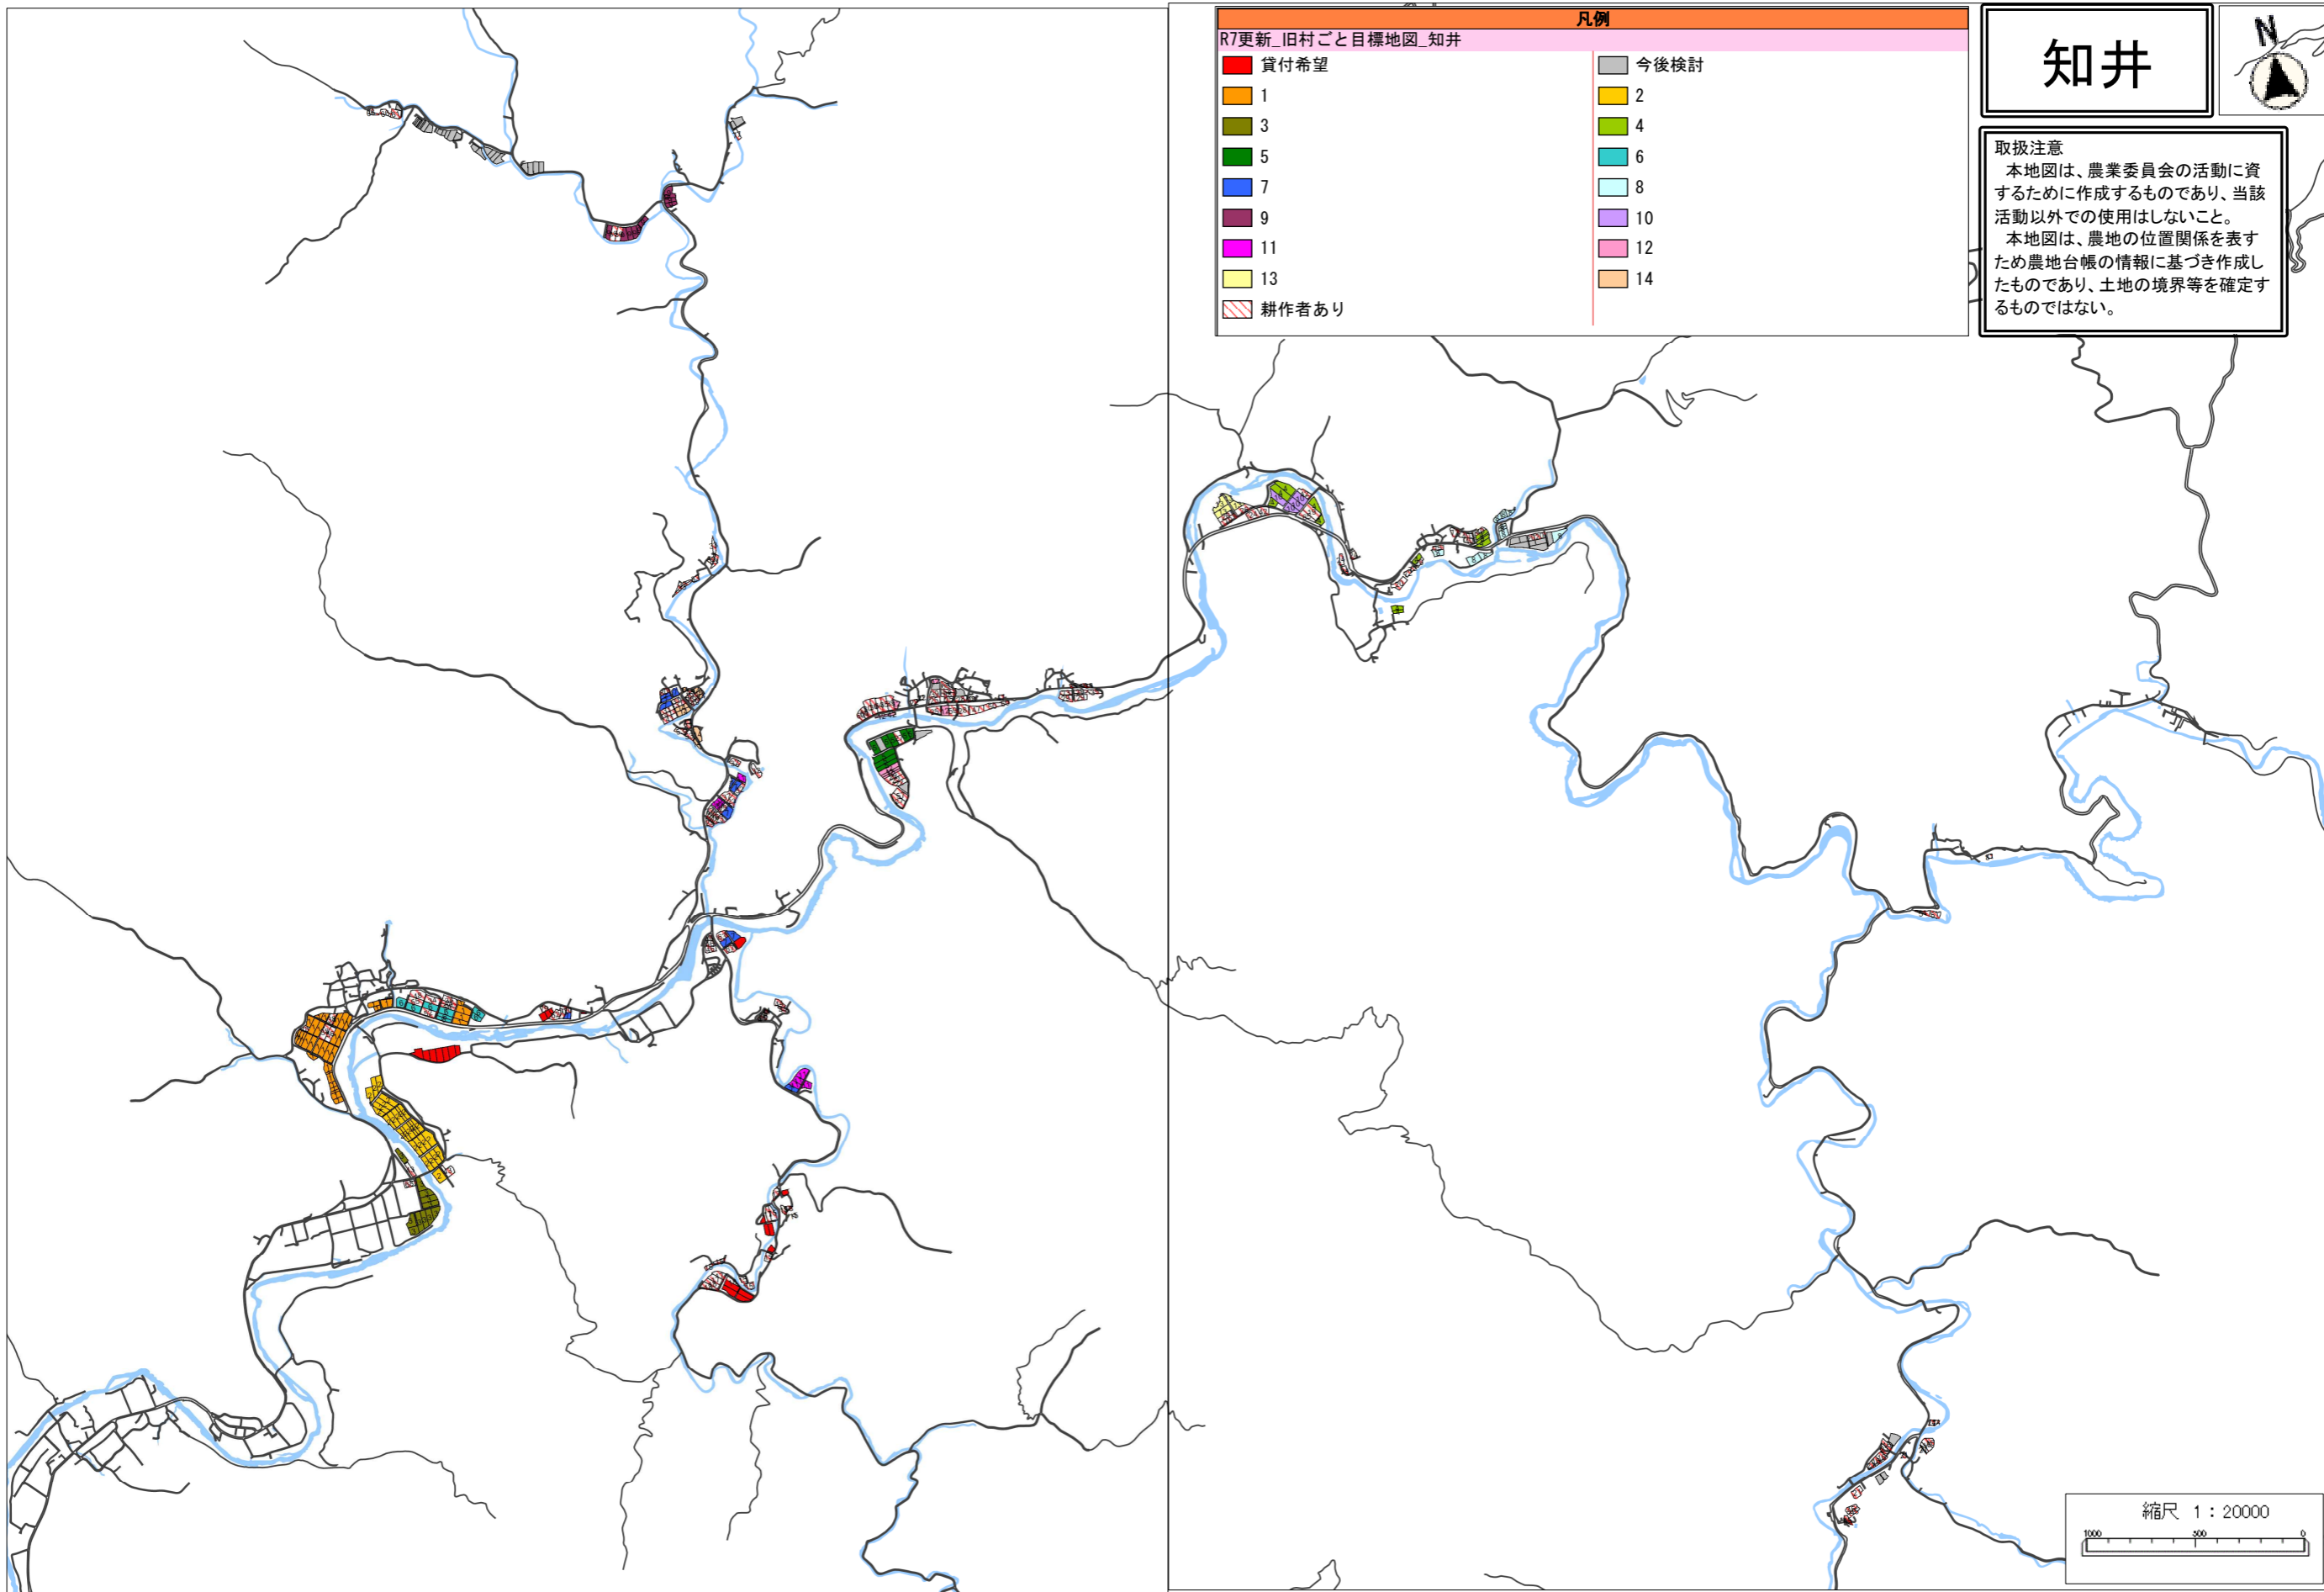 凡例
R7更新_旧村ごと目標地図_知井
貸付希望
今後検討
1
2
3
4
5
6
7
8
9
10
11
12
13
14
耕作者あり
知井
N
取扱注意
本地図は、農業委員会の活動に資
するために作成するものであり、当該
活動以外での使用はしないこと。
本地図は、農地の位置関係を表す
ため農地台帳の情報に基づき作成し
たものであり、土地の境界等を確定す
るものではない。
縮尺 1：20000
1000 500 0